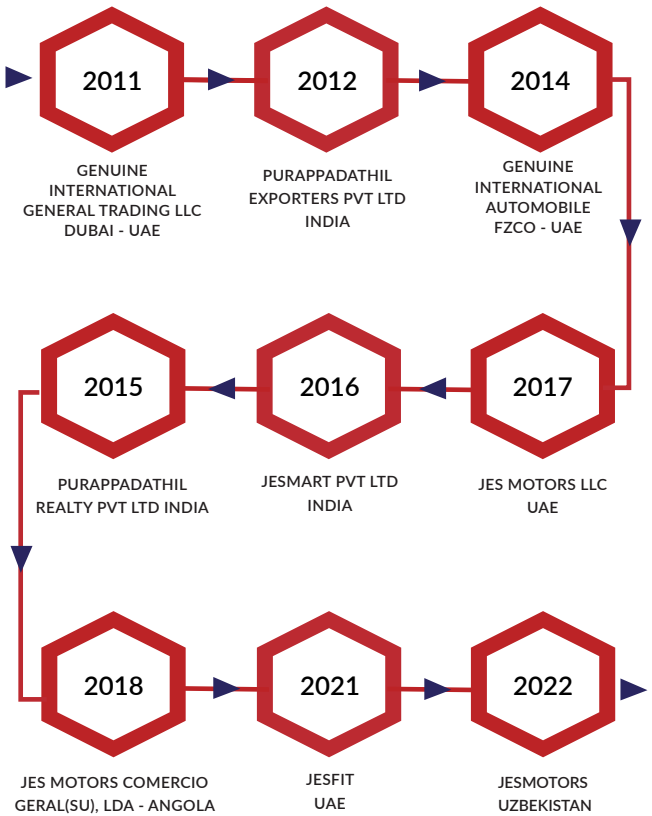 2011
GENUINE
INTERNATIONAL
GENERAL TRADING LLC
DUBAI - UAE
2012
PURAPPADATHIL
EXPORTERS PVT LTD
INDIA
2014
GENUINE
INTERNATIONAL
AUTOMOBILE
FZCO - UAE
2015
PURAPPADATHIL
REALTY PVT LTD INDIA
2016
JESMART PVT LTD
INDIA
2017
JES MOTORS LLC
UAE
2018
JES MOTORS COMERCIO
GERAL(SU), LDA - ANGOLA
2021
JESFIT
UAE
2022
JESMOTORS
UZBEKISTAN